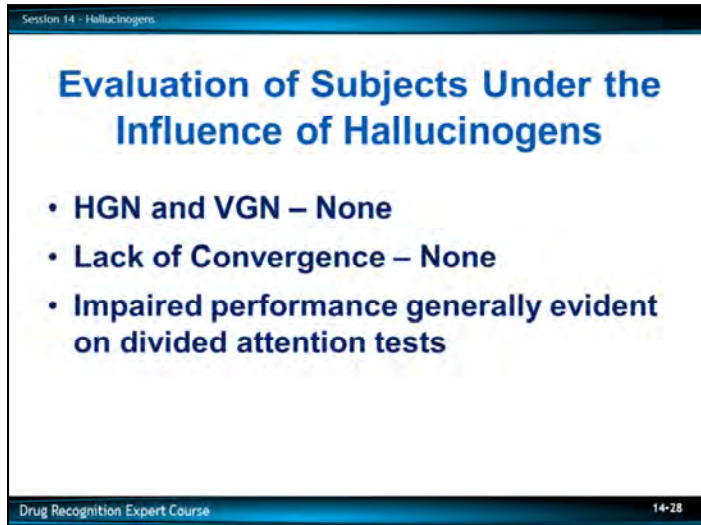 Session 14 - Hallucinogens
Evaluation of Subjects Under the
Influence of Hallucinogens
• HGN and VGN – None
• Lack of Convergence – None
• Impaired performance generally evident
on divided attention tests
Drug Recognition Expert Course
14-28